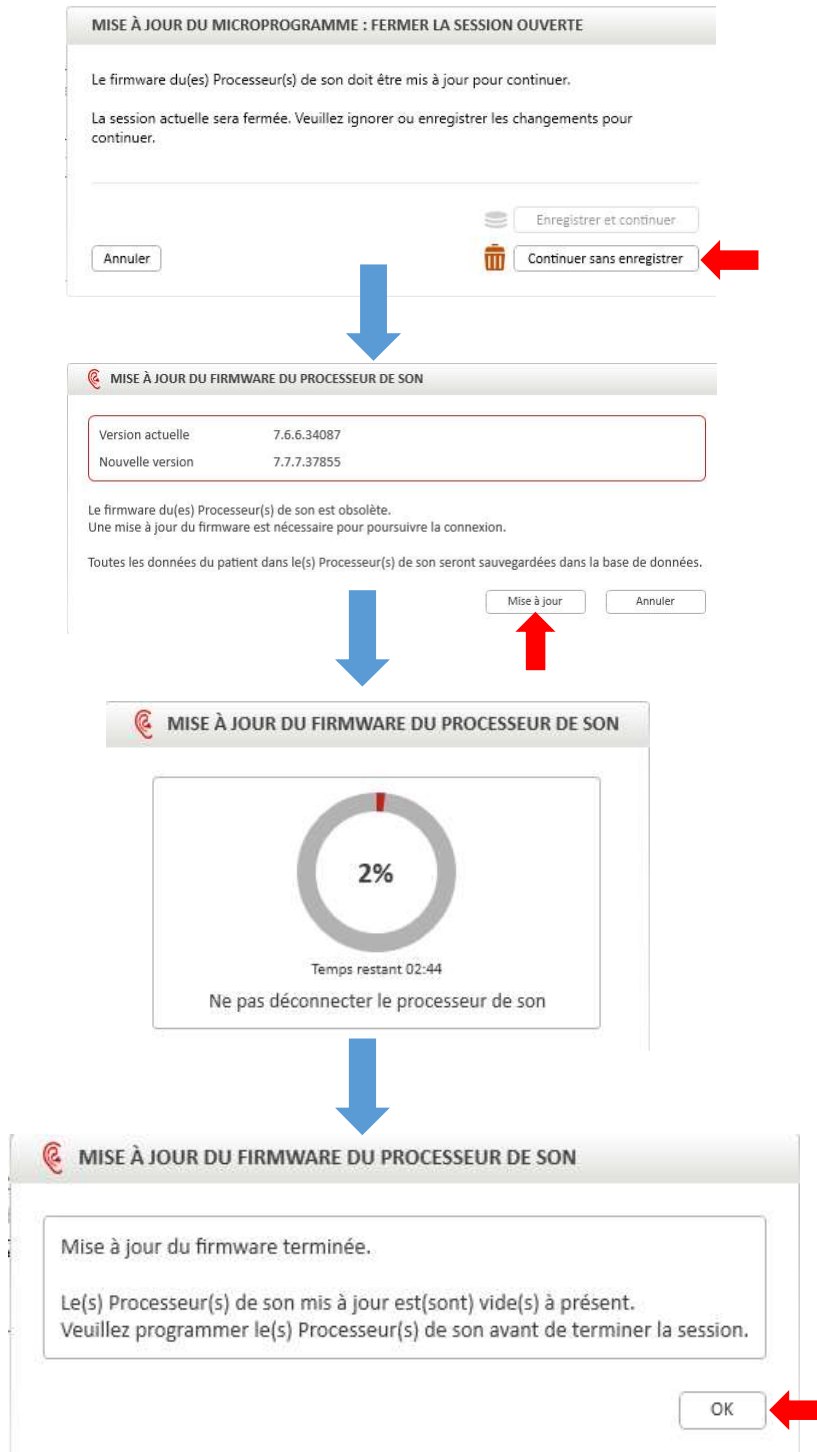 MISE À JOUR DU MICROPROGRAMME : FERMER LA SESSION OUVERTE
Le firmware du(es) Processeur(s) de son doit être mis à jour pour continuer.
La session actuelle sera fermée. Veuillez ignorer ou enregistrer les changements pour
continuer.
Enregistrer et continuer
Annuler
Continuer sans enregistrer
MISE À JOUR DU FIRMWARE DU PROCESSEUR DE SON
Version actuelle 7.6.6.34087
Nouvelle version 7.7.7.37855
Le firmware du(es) Processeur(s) de son est obsolète.
Une mise à jour du firmware est nécessaire pour poursuivre la connexion.
Toutes les données du patient dans le(s) Processeur(s) de son seront sauvegardées dans la base de données.
Mise à jour Annuler
MISE À JOUR DU FIRMWARE DU PROCESSEUR DE SON
2%
Temps restant 02:44
Ne pas déconnecter le processeur de son
MISE À JOUR DU FIRMWARE DU PROCESSEUR DE SON
Mise à jour du firmware terminée.
Le(s) Processeur(s) de son mis à jour est(sont) vide(s) à présent.
Veuillez programmer le(s) Processeur(s) de son avant de terminer la session.
OK